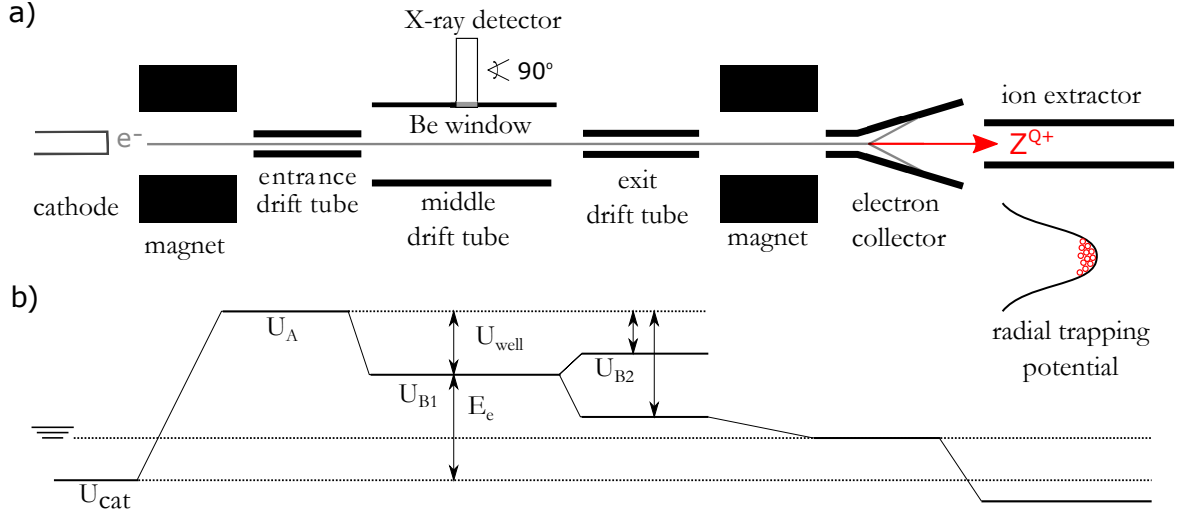 a)
X-ray detector
∢ 90°
Be window
ion extractor
e⁻
Z^{Q+}
cathode
magnet
entrance
drift tube
middle
drift tube
exit
drift tube
magnet
electron
collector
radial trapping
potential
b)
U_A
U_well
U_B1
U_B2
E_e
U_cat